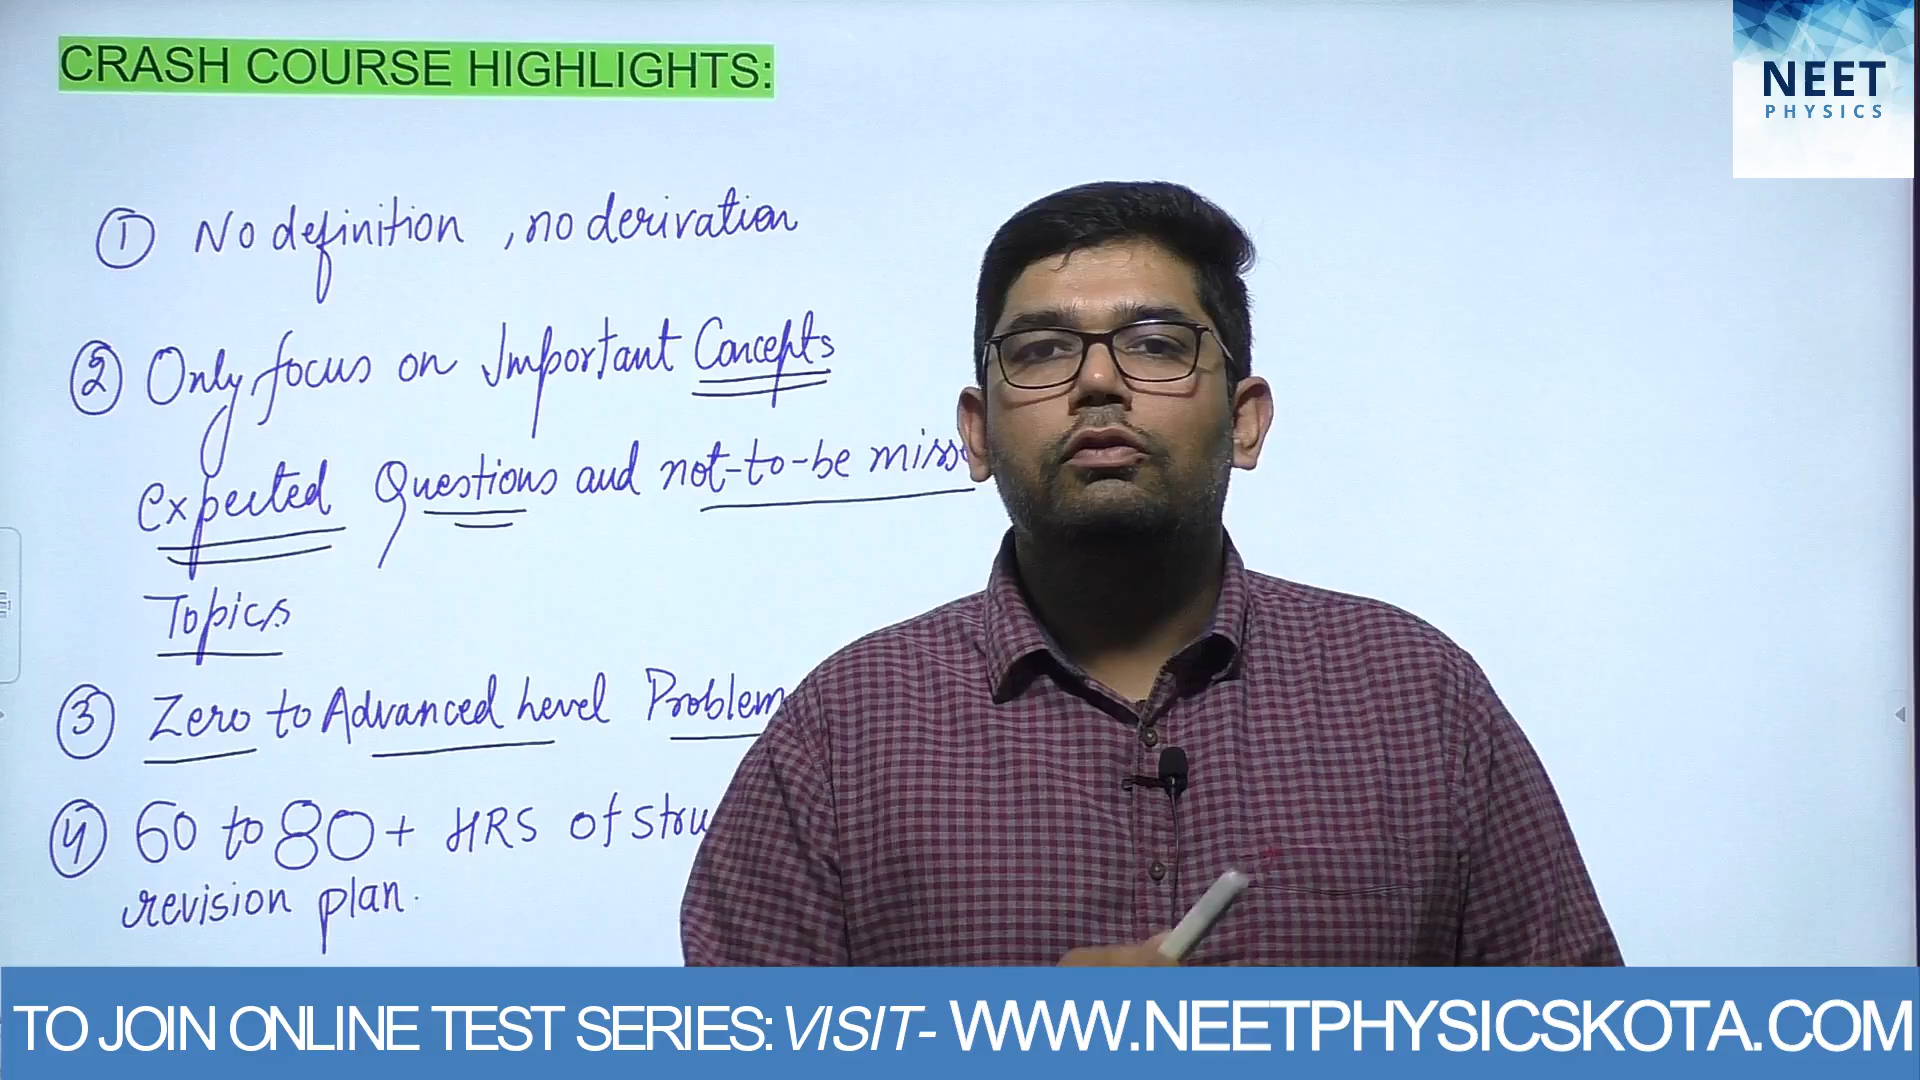 CRASH COURSE HIGHLIGHTS:
NEET
PHYSICS
① No definition, no derivation
② Only focus on Important Concepts
expected Questions and not-to-be
Topics
③ Zero to Advanced Level Problem
④ 60 to 80+ HRS of
revision plan.
TO JOIN ONLINE TEST SERIES: VISIT- WWW.NEETPHYSICSKOTA.COM